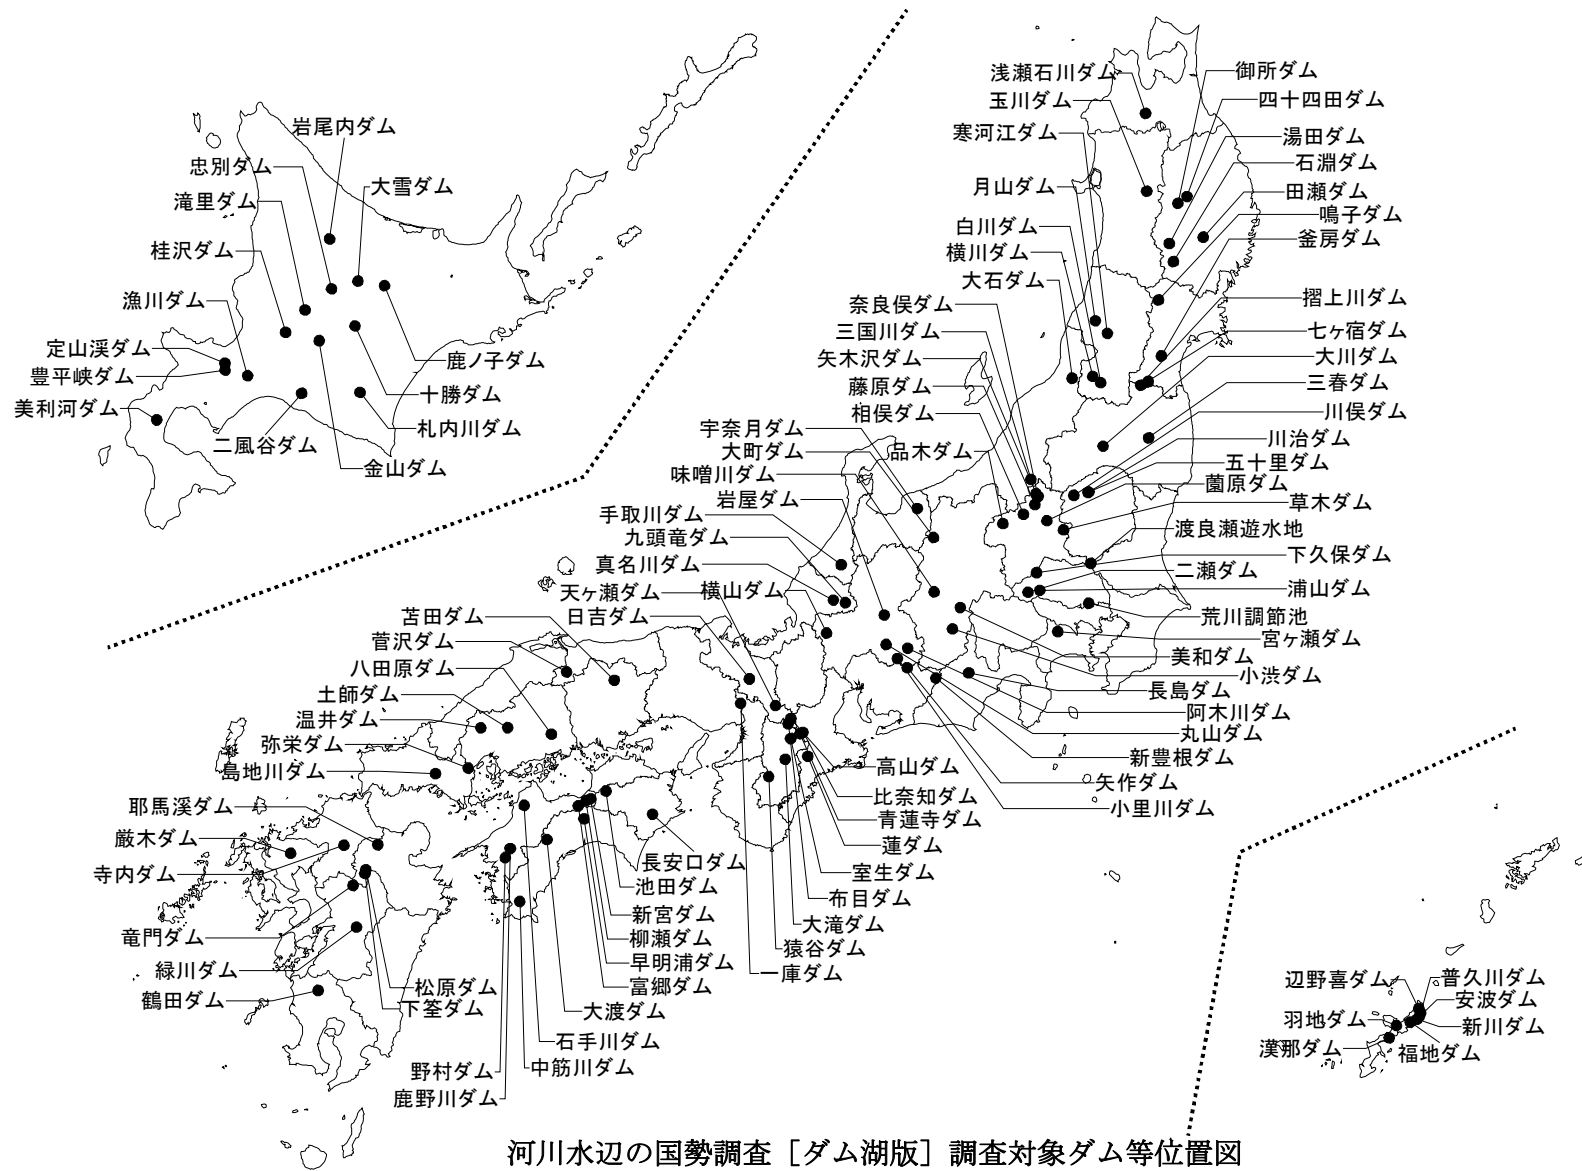 岩尾内ダム
忠別ダム
大雪ダム
滝里ダム
桂沢ダム
漁川ダム
定山渓ダム
豊平峡ダム
美利河ダム
二風谷ダム
金山ダム
札内川ダム
十勝ダム
鹿ノ子ダム
浅瀬石川ダム
玉川ダム
寒河江ダム
月山ダム
白川ダム
横川ダム
大石ダム
奈良俣ダム
三国川ダム
矢木沢ダム
藤原ダム
相俣ダム
宇奈月ダム
大町ダム
品木ダム
味噌川ダム
岩屋ダム
手取川ダム
九頭竜ダム
真名川ダム
天ヶ瀬ダム
横山ダム
日吉ダム
苫田ダム
菅沢ダム
八田原ダム
土師ダム
温井ダム
弥栄ダム
島地川ダム
耶馬溪ダム
厳木ダム
寺内ダム
竜門ダム
緑川ダム
鶴田ダム
松原ダム
下筌ダム
御所ダム
四十四田ダム
湯田ダム
石淵ダム
田瀬ダム
鳴子ダム
釜房ダム
摺上川ダム
七ヶ宿ダム
大川ダム
三春ダム
川俣ダム
川治ダム
五十里ダム
薗原ダム
草木ダム
渡良瀬遊水地
下久保ダム
二瀬ダム
浦山ダム
荒川調節池
宮ヶ瀬ダム
美和ダム
小渋ダム
長島ダム
阿木川ダム
丸山ダム
新豊根ダム
矢作ダム
小里川ダム
高山ダム
比奈知ダム
青蓮寺ダム
蓮ダム
室生ダム
布目ダム
大滝ダム
猿谷ダム
一庫ダム
長安口ダム
池田ダム
新宮ダム
柳瀬ダム
早明浦ダム
富郷ダム
大渡ダム
石手川ダム
中筋川ダム
野村ダム
鹿野川ダム
辺野喜ダム
普久川ダム
安波ダム
新川ダム
羽地ダム
漢那ダム
福地ダム
河川水辺の国勢調査［ダム湖版］調査対象ダム等位置図